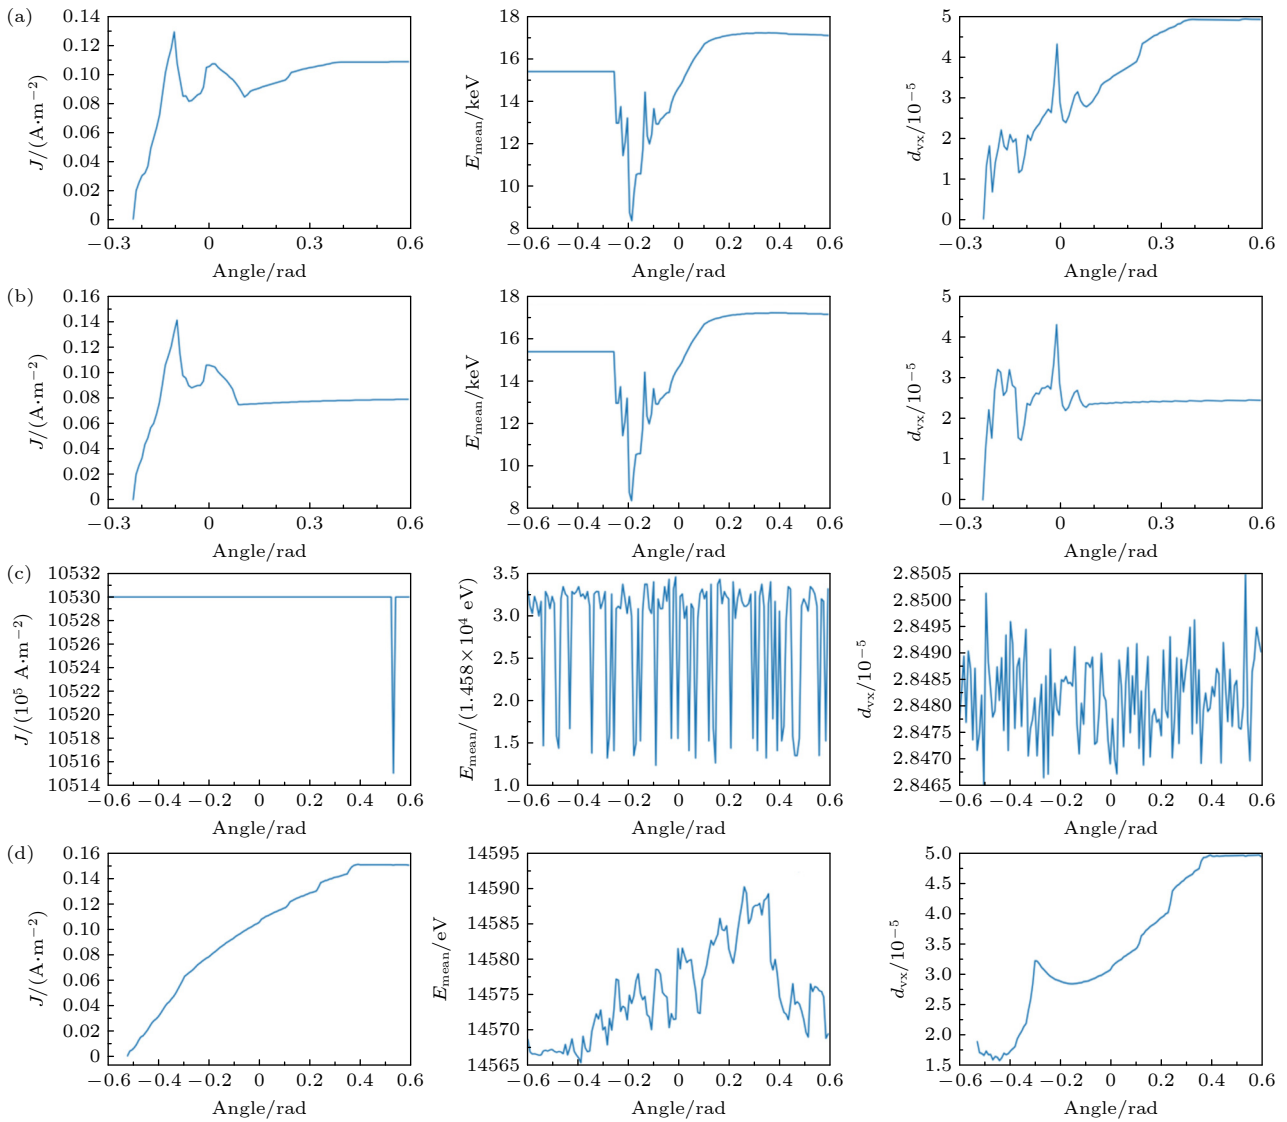 (a)
0.14
0.12
0.10
0.08
0.06
0.04
0.02
0
J/(A·m−2)
−0.3 0 0.3 0.6
Angle/rad
18
16
14
12
10
8
Emean/keV
−0.6 −0.4 −0.2 0 0.2 0.4 0.6
Angle/rad
5
4
3
2
1
0
dvx/10−5
−0.3 0 0.3 0.6
Angle/rad
(b)
0.16
0.14
0.12
0.10
0.08
0.06
0.04
0.02
0
J/(A·m−2)
−0.3 0 0.3 0.6
Angle/rad
18
16
14
12
10
8
Emean/keV
−0.6 −0.4 −0.2 0 0.2 0.4 0.6
Angle/rad
5
4
3
2
1
0
dvx/10−5
−0.3 0 0.3 0.6
Angle/rad
(c)
10532
10530
10528
10526
10524
10522
10520
10518
10516
10514
J/(105 A·m−2)
−0.6 −0.4 −0.2 0 0.2 0.4 0.6
Angle/rad
3.5
3.0
2.5
2.0
1.5
1.0
Emean/(1.458×104 eV)
−0.6 −0.4 −0.2 0 0.2 0.4 0.6
Angle/rad
2.8505
2.8500
2.8495
2.8490
2.8485
2.8480
2.8475
2.8470
2.8465
dvx/10−5
−0.6 −0.4 −0.2 0 0.2 0.4 0.6
Angle/rad
(d)
0.16
0.14
0.12
0.10
0.08
0.06
0.04
0.02
0
J/(A·m−2)
−0.6 −0.4 −0.2 0 0.2 0.4 0.6
Angle/rad
14595
14590
14585
14580
14575
14570
14565
Emean/eV
−0.6 −0.4 −0.2 0 0.2 0.4 0.6
Angle/rad
5.0
4.5
4.0
3.5
3.0
2.5
2.0
1.5
dvx/10−5
−0.6 −0.4 −0.2 0 0.2 0.4 0.6
Angle/rad